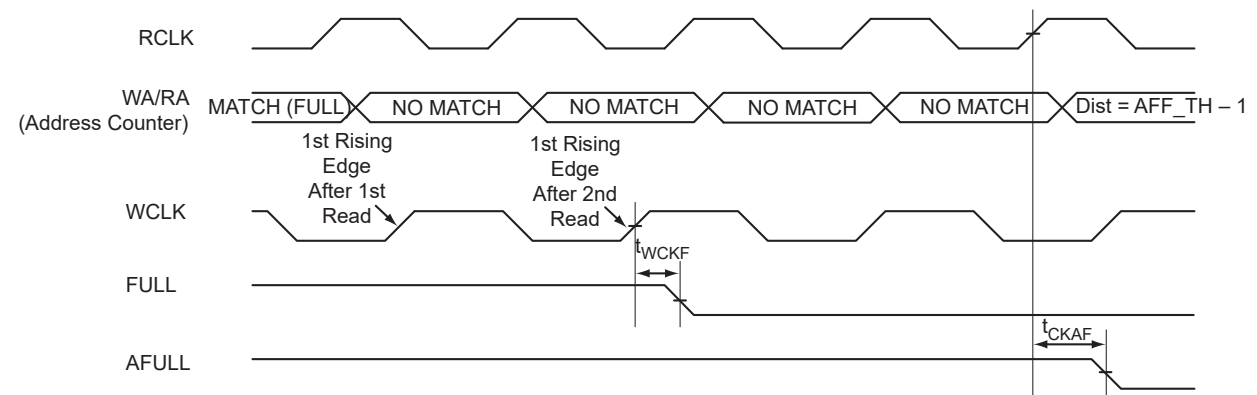 RCLK
WA/RA
(Address Counter)
MATCH (FULL) NO MATCH NO MATCH NO MATCH NO MATCH Dist = AFF_TH – 1
1st Rising
Edge
After 1st
Read
1st Rising
Edge
After 2nd
Read
WCLK
tWCKF
FULL
tCKAF
AFULL